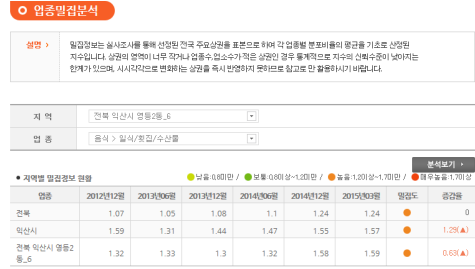 업종밀집분석
설명 >
밀집정보는 실사조사를 통해 선정된 전국 주요상권을 표본으로 하며 각 업종별 분포비율의 평균을 기초로 산정된
지수입니다. 상권의 영역이 너무 작거나 업종수,업소수가 적은 상권인 경우 통계적으로 지수의 신뢰수준이 낮아지는
한계가 있으며, 시시각각으로 변화하는 상권을 즉시 반영하지 못하므로 참고로 만 활용하시기 바랍니다.
지 역 전북 익산시 영등2동_6
업 종 음식 > 일식/횟집/수산물
분석보기 >
• 지역별 밀집정보 현황 낮음:0.8미만 / 보통:0.8이상~1.2미만 / 높음:1.2이상~1.7미만 / 매우높음:1.7이상
업종 2012년12월 2013년06월 2013년12월 2014년06월 2014년12월 2015년03월 밀집도 증감율
전북 1.07 1.05 1.08 1.1 1.24 1.24 0
익산시 1.59 1.31 1.44 1.47 1.55 1.57 1.29(▲)
전북 익산시 영등2
동_6 1.32 1.33 1.3 1.32 1.58 1.59 0.63(▲)